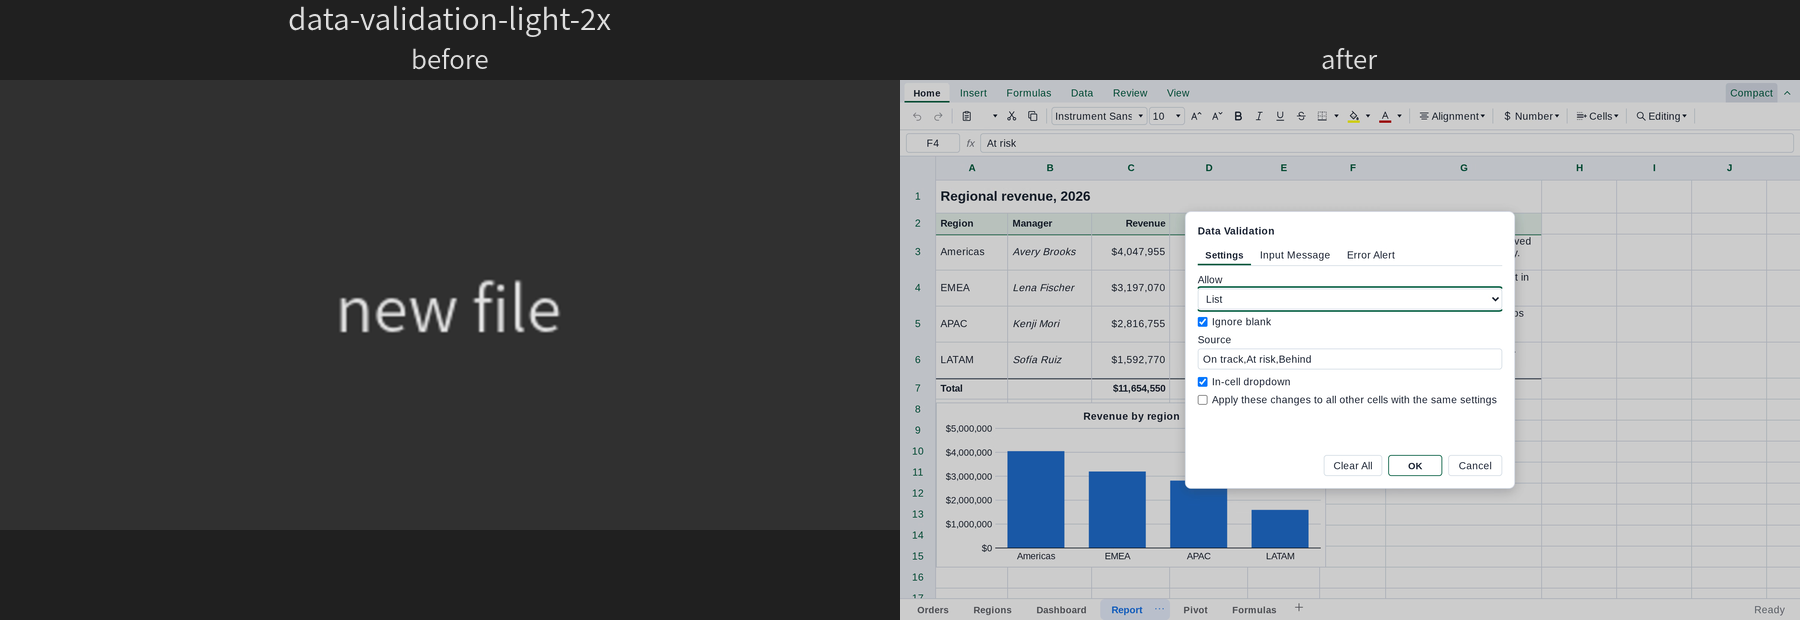 data-validation-light-2x
before
after
new file
Home Insert Formulas Data Review View Compact
Instrument Sans 10 A A B I U S A Alignment $ Number Cells Editing
F4 fx At risk
A B C D E F G H I J
1 Regional revenue, 2026
2 Region Manager Revenue
3 Americas Avery Brooks $4,047,955
4 EMEA Lena Fischer $3,197,070
5 APAC Kenji Mori $2,816,755
6 LATAM Sofía Ruiz $1,592,770
7 Total $11,654,550
8
9
10
11
12
13
14
15
16
17
Revenue by region
$5,000,000
$4,000,000
$3,000,000
$2,000,000
$1,000,000
$0
Americas EMEA APAC LATAM
Data Validation
Settings Input Message Error Alert
Allow
List
Ignore blank
Source
On track,At risk,Behind
In-cell dropdown
Apply these changes to all other cells with the same settings
Clear All OK Cancel
Orders Regions Dashboard Report ... Pivot Formulas + Ready